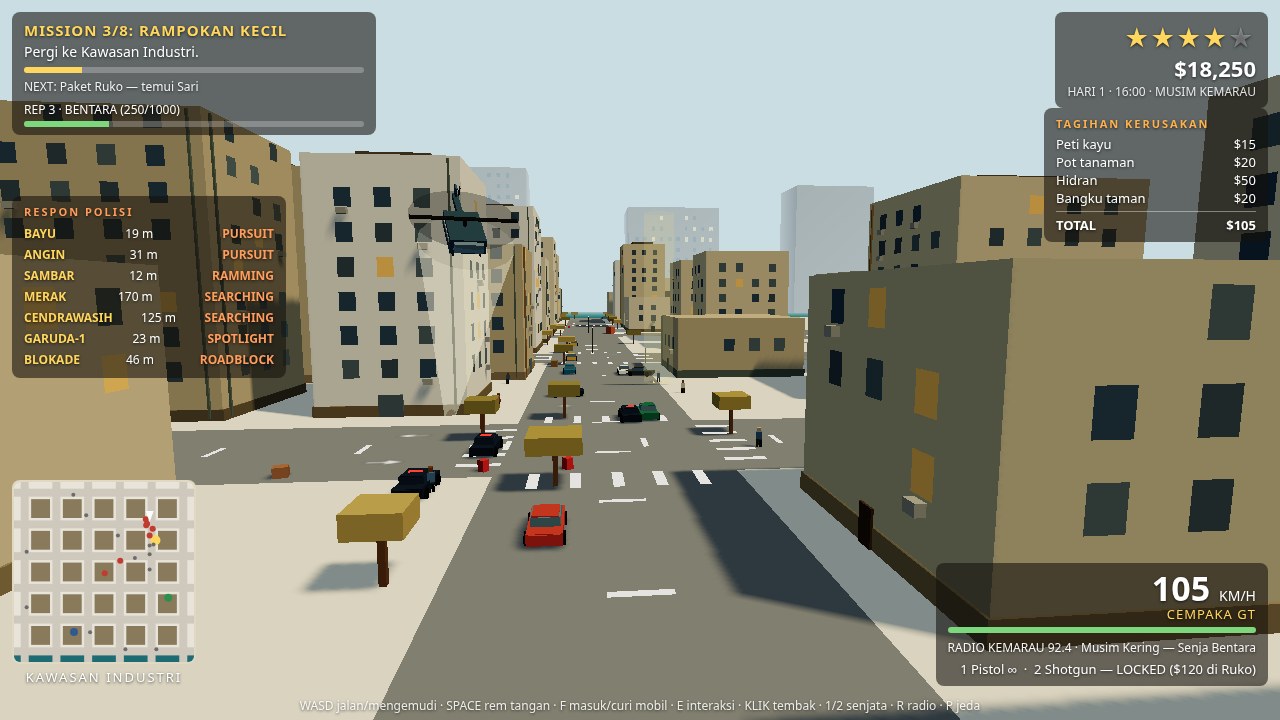 MISSION 3/8: RAMPOKAN KECIL
Pergi ke Kawasan Industri.
NEXT: Paket Ruko — temui Sari
REP 3 · BENTARA (250/1000)
RESPON POLISI
BAYU 19 m PURSUIT
ANGIN 31 m PURSUIT
SAMBAR 12 m RAMMING
MERAK 170 m SEARCHING
CENDRAWASIH 125 m SEARCHING
GARUDA-1 23 m SPOTLIGHT
BLOKADE 46 m ROADBLOCK
★★★★★
$18,250
HARI 1 · 16:00 · MUSIM KEMARAU
TAGIHAN KERUSAKAN
Peti kayu $15
Pot tanaman $20
Hidran $50
Bangku taman $20
TOTAL $105
KAWASAN INDUSTRI
105 KM/H
CEMPAKA GT
RADIO KEMARAU 92.4 · Musim Kering — Senja Bentara
1 Pistol ∞ · 2 Shotgun — LOCKED ($120 di Ruko)
WASD jalan/mengemudi · SPACE rem tangan · F masuk/curi mobil · E interaksi · KLIK tembak · 1/2 senjata · R radio · P jeda